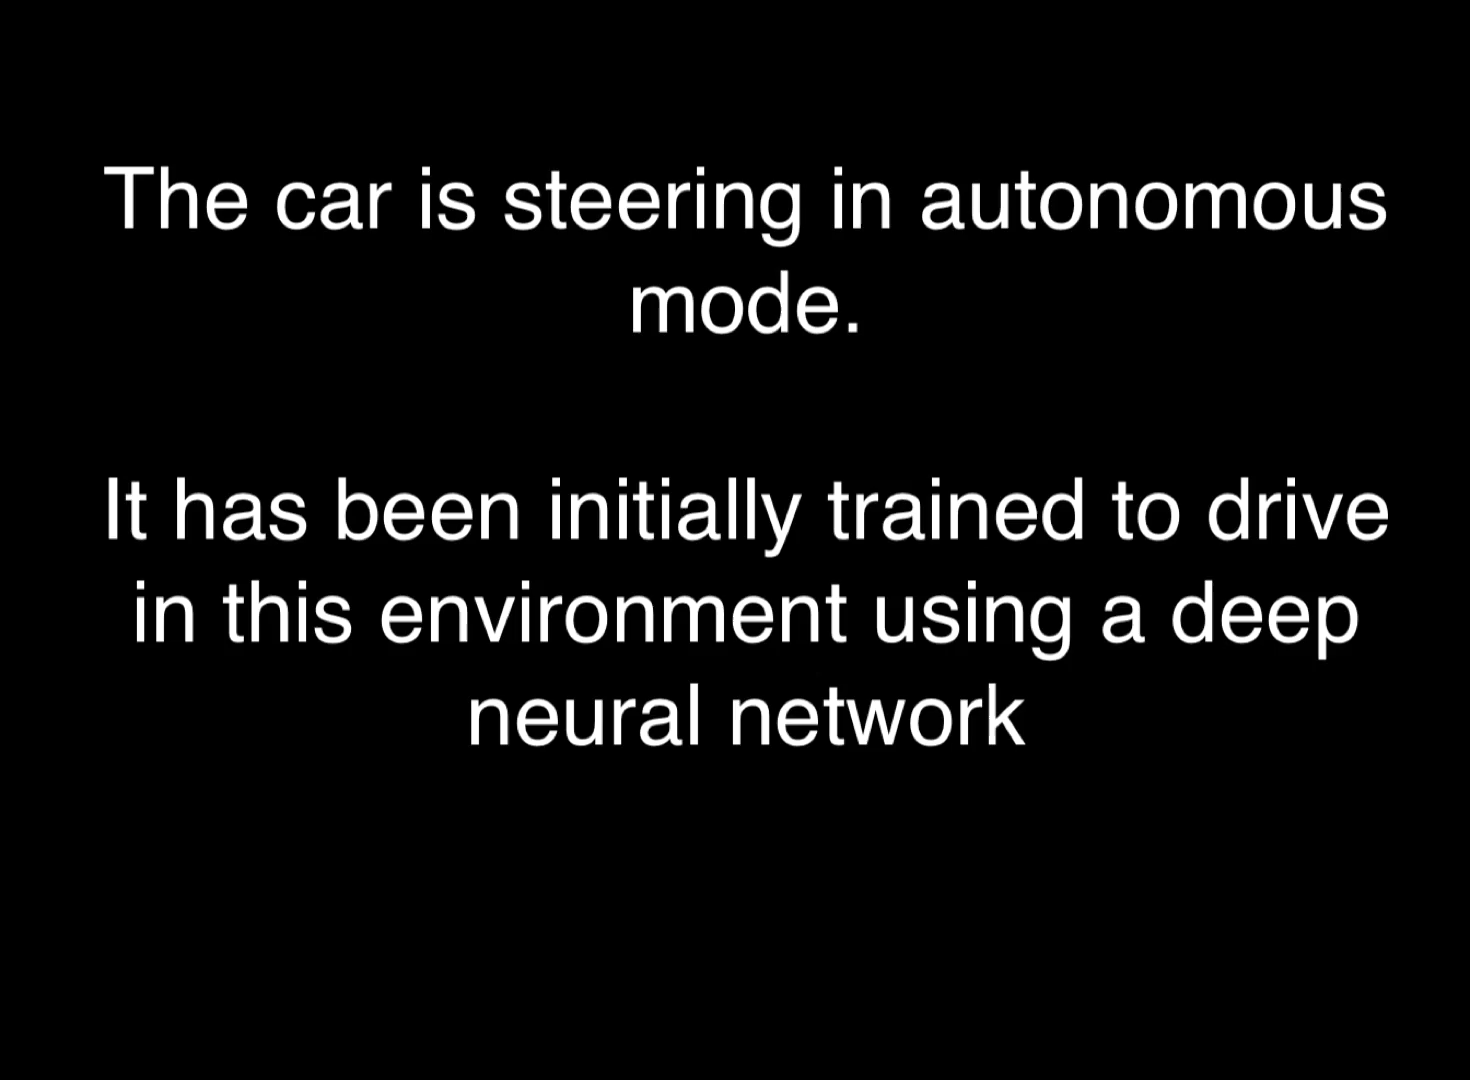 The car is steering in autonomous
mode.
It has been initially trained to drive
in this environment using a deep
neural network